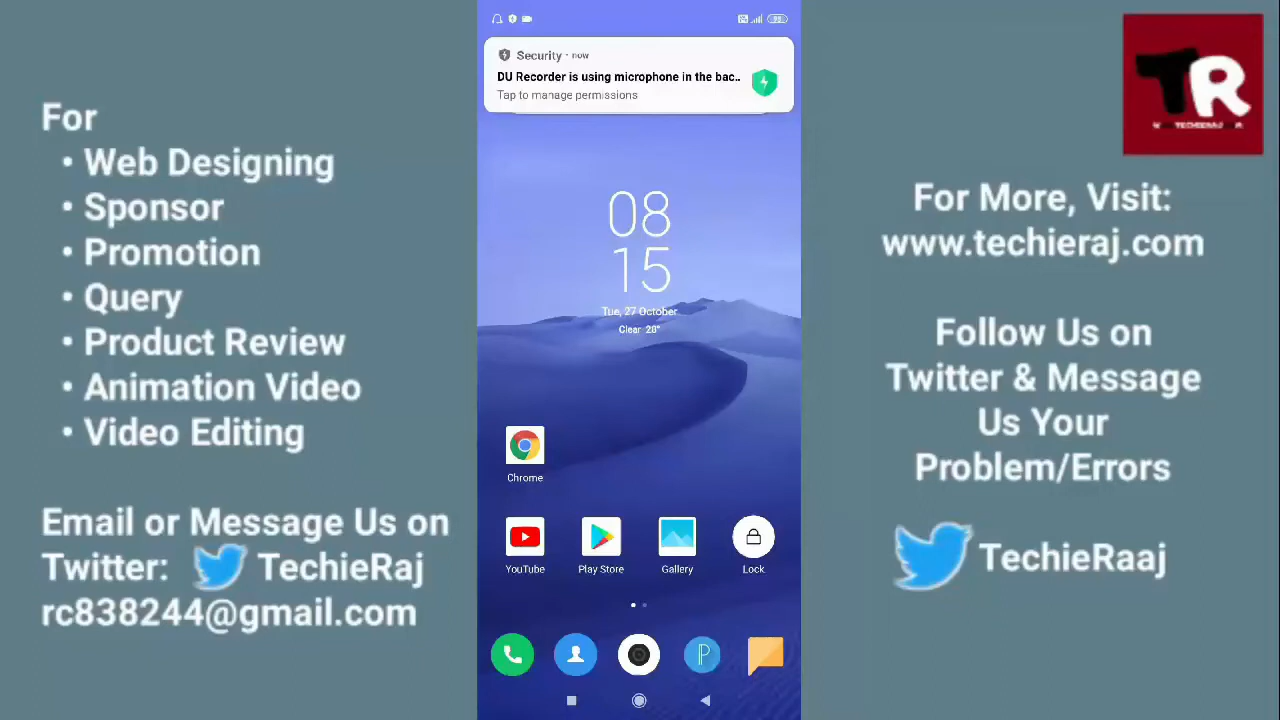 For
• Web Designing
• Sponsor
• Promotion
• Query
• Product Review
• Animation Video
• Video Editing
Email or Message Us on
Twitter: TechieRaj
rc838244@gmail.com
Security • now
DU Recorder is using microphone in the bac..
Tap to manage permissions
08
15
Tue, 27 October
Clear 28°
Chrome
YouTube
Play Store
Gallery
Lock
TR
For More, Visit:
www.techieraj.com
Follow Us on
Twitter & Message
Us Your
Problem/Errors
TechieRaaj